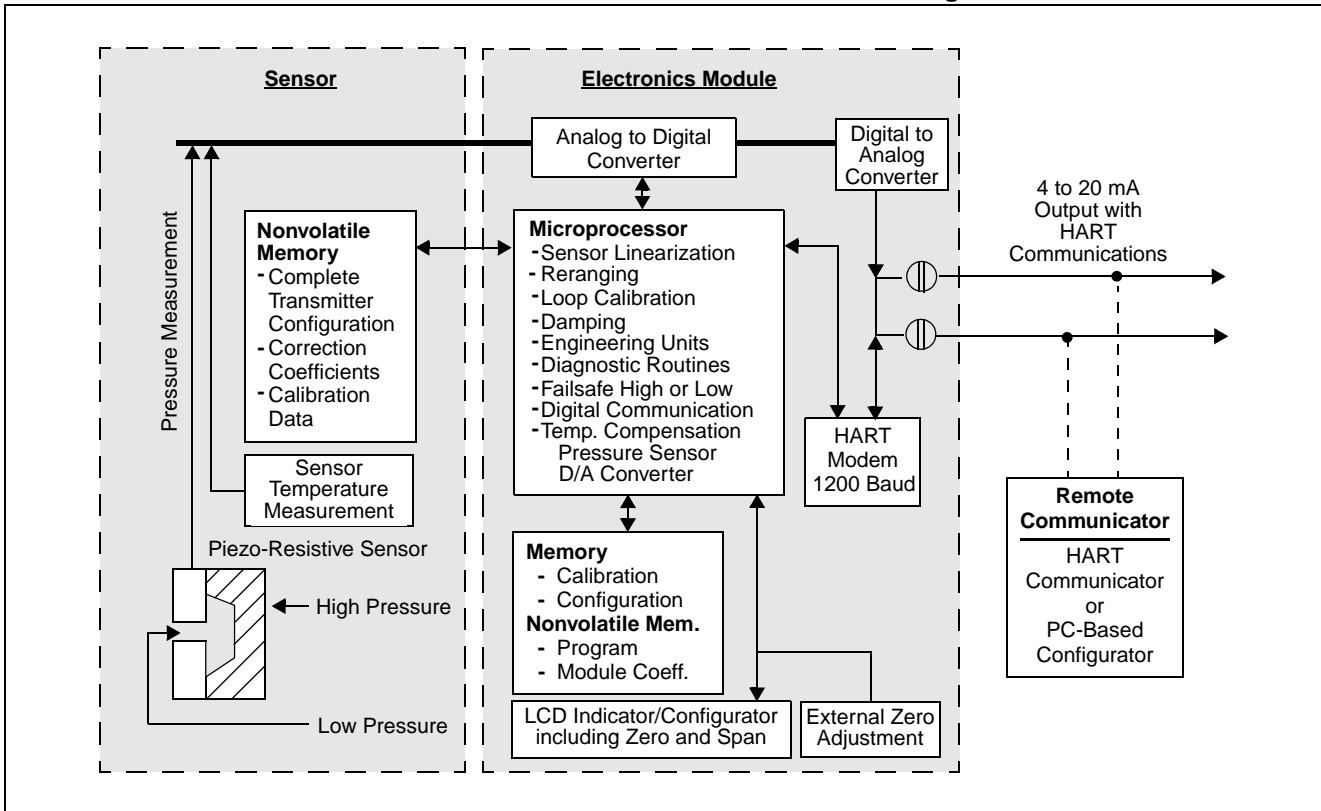 Sensor
Pressure Measurement
Nonvolatile
Memory
- Complete
Transmitter
Configuration
- Correction
Coefficients
- Calibration
Data
Sensor
Temperature
Measurement
Piezo-Resistive Sensor
High Pressure
Low Pressure
Electronics Module
Analog to Digital
Converter
Digital to
Analog
Converter
Microprocessor
-Sensor Linearization
- Reranging
- Loop Calibration
- Damping
-Engineering Units
- Diagnostic Routines
-Failsafe High or Low
-Digital Communication
-Temp. Compensation
Pressure Sensor
D/A Converter
HART
Modem
1200 Baud
Memory
- Calibration
- Configuration
Nonvolatile Mem.
- Program
- Module Coeff.
LCD Indicator/Configurator
including Zero and Span
External Zero
Adjustment
4 to 20 mA
Output with
HART
Communications
Remote
Communicator
HART
Communicator
or
PC-Based
Configurator